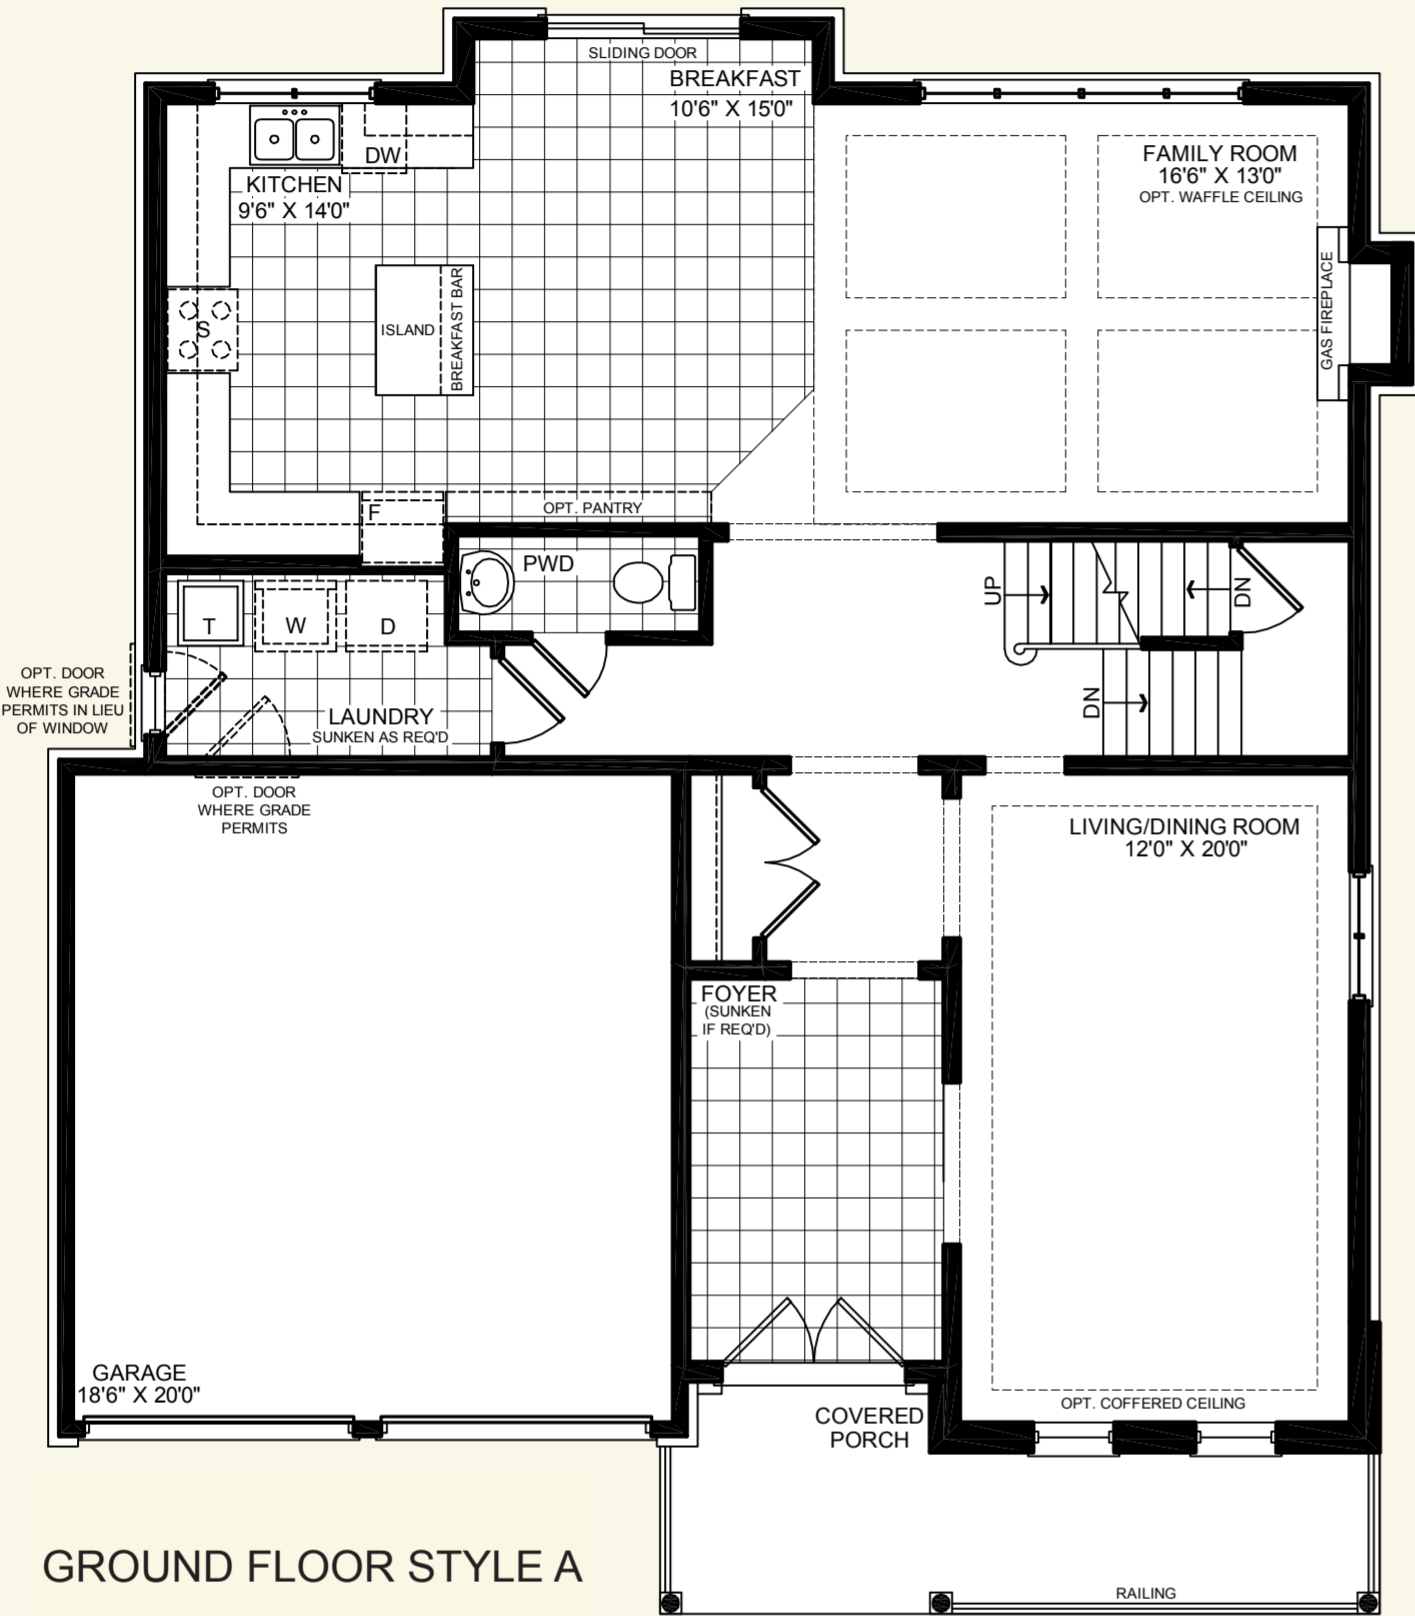 SLIDING DOOR
BREAKFAST
10'6" X 15'0"
DW
KITCHEN
9'6" X 14'0"
FAMILY ROOM
16'6" X 13'0"
OPT. WAFFLE CEILING
GAS FIREPLACE
S
ISLAND
BREAKFAST BAR
F
OPT. PANTRY
PWD
UP
DN
T
W
D
OPT. DOOR
WHERE GRADE
PERMITS IN LIEU
OF WINDOW
LAUNDRY
SUNKEN AS REQ'D
DN
OPT. DOOR
WHERE GRADE
PERMITS
LIVING/DINING ROOM
12'0" X 20'0"
FOYER
(SUNKEN
IF REQ'D)
GARAGE
18'6" X 20'0"
COVERED
PORCH
OPT. COFFERED CEILING
GROUND FLOOR STYLE A
RAILING